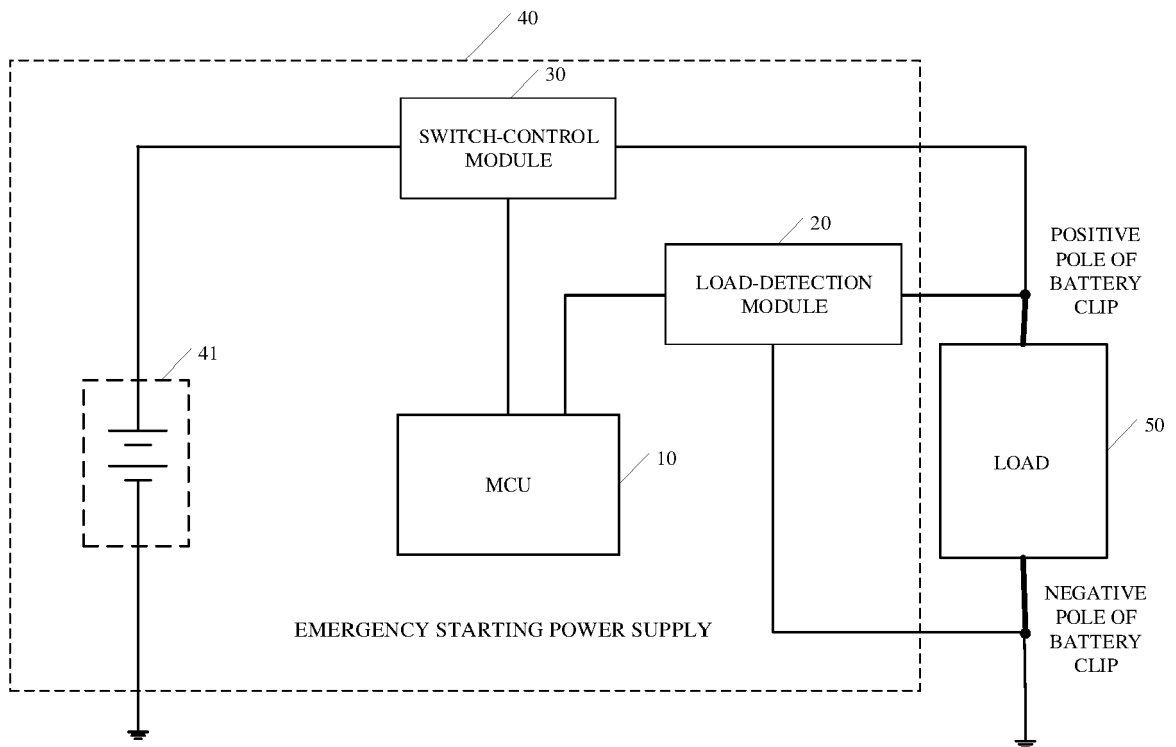 40
30
SWITCH-CONTROL
MODULE
20
LOAD-DETECTION
MODULE
POSITIVE
POLE OF
BATTERY
CLIP
41
50
LOAD
10
MCU
NEGATIVE
POLE OF
BATTERY
CLIP
EMERGENCY STARTING POWER SUPPLY